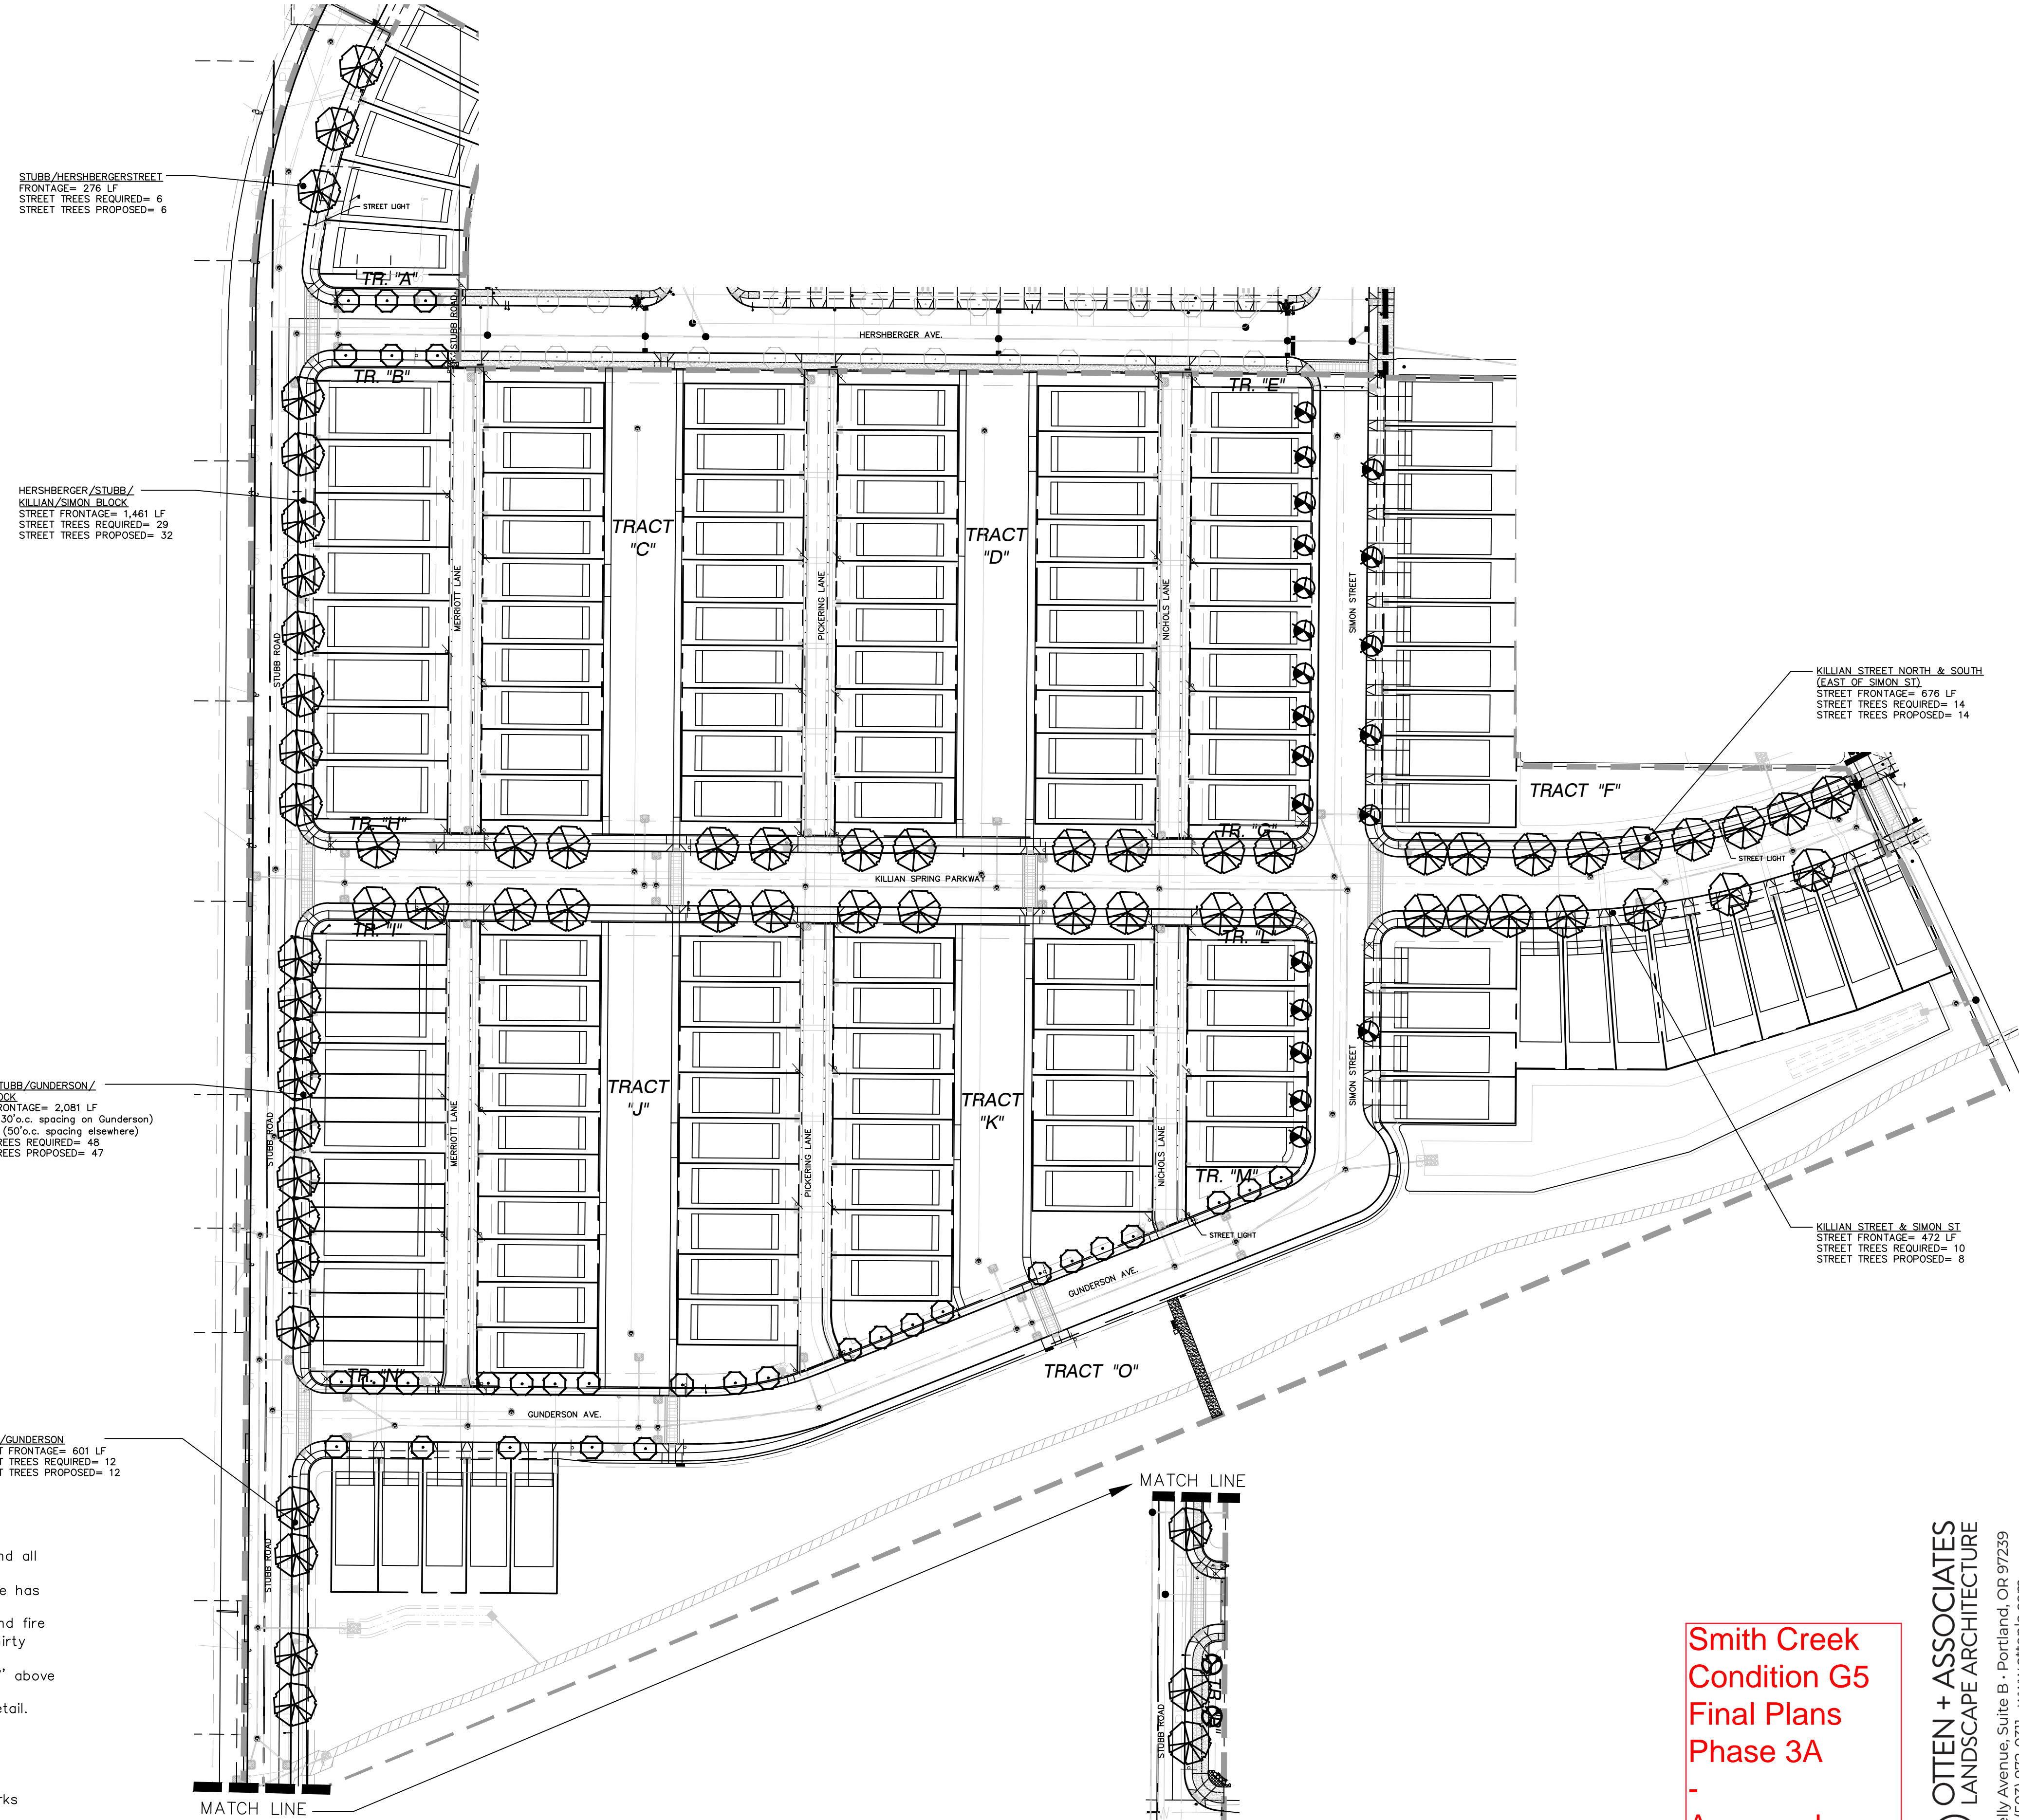 STUBB/HERSHBERGERSTREET
FRONTAGE= 276 LF
STREET TREES REQUIRED= 6
STREET TREES PROPOSED= 6
STREET LIGHT
TR. "A"
STUBB ROAD
HERSHBERGER AVE.
TR. "B"
TR. "E"
HERSHBERGER/STUBB/
KILLIAN/SIMON BLOCK
STREET FRONTAGE= 1,461 LF
STREET TREES REQUIRED= 29
STREET TREES PROPOSED= 32
TRACT
"C"
TRACT
"D"
STUBB ROAD
MERRIOTT LANE
PICKERING LANE
NICHOLS LANE
SIMON STREET
KILLIAN STREET NORTH & SOUTH
(EAST OF SIMON ST)
STREET FRONTAGE= 676 LF
STREET TREES REQUIRED= 14
STREET TREES PROPOSED= 14
TRACT "F"
TR. "H"
TR. "G"
STREET LIGHT
KILLIAN SPRING PARKWAY
TR. "I"
TR. "L"
TUBB/GUNDERSON/
OCK
RONTAGE= 2,081 LF
30'o.c. spacing on Gunderson)
(50'o.c. spacing elsewhere)
REES REQUIRED= 48
REES PROPOSED= 47
TRACT
"J"
TRACT
"K"
STUBB ROAD
MERRIOTT LANE
PICKERING LANE
NICHOLS LANE
SIMON STREET
TR. "M"
STREET LIGHT
KILLIAN STREET & SIMON ST
STREET FRONTAGE= 472 LF
STREET TREES REQUIRED= 10
STREET TREES PROPOSED= 8
GUNDERSON AVE.
TRACT "O"
TR. "N"
GUNDERSON AVE.
/GUNDERSON
T FRONTAGE= 601 LF
T TREES REQUIRED= 12
T TREES PROPOSED= 12
STUBB ROAD
MATCH LINE
STUBB ROAD
nd all
e has
nd fire
hirty
' above
etail.
rks
MATCH LINE
Smith Creek
Condition G5
Final Plans
Phase 3A
-
OTTEN + ASSOCIATES
LANDSCAPE ARCHITECTURE
elly Avenue, Suite B • Portland, OR 97239